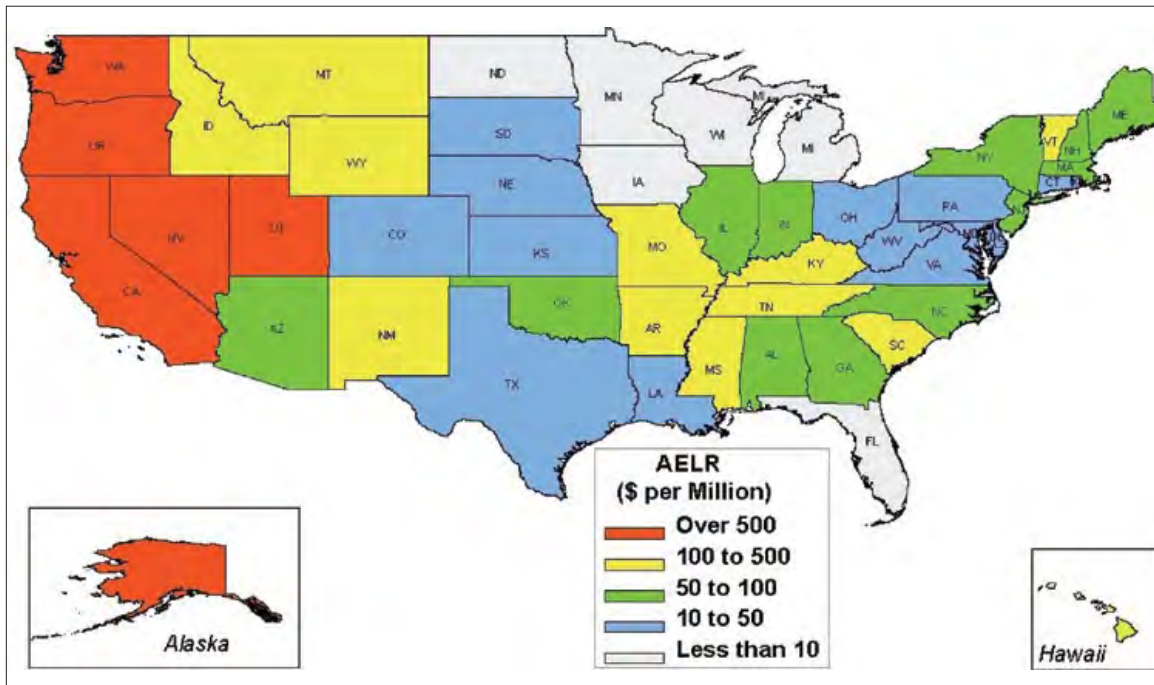 WA
MT
ND
MN
MI
ME
OR
ID
SD
WI
MI
VT
NH
NY
MA
WY
CT
IA
NE
PA
NV
UT
CO
IL
IN
OH
NJ
WV
KS
MO
VA
KY
CA
AZ
NM
OK
TN
NC
AR
SC
MS
AL
GA
TX
LA
FL
AELR
($ per Million)
Over 500
100 to 500
50 to 100
10 to 50
Less than 10
Alaska
Hawaii